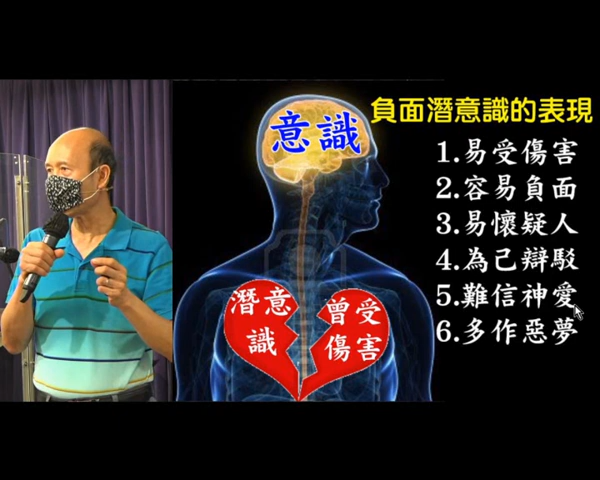 負面潛意識的表現
意識
1.易受傷害
2.容易負面
3.易懷疑人
4.為己辯駁
5.難信神愛
6.多作惡夢
潛意識
曾受傷害